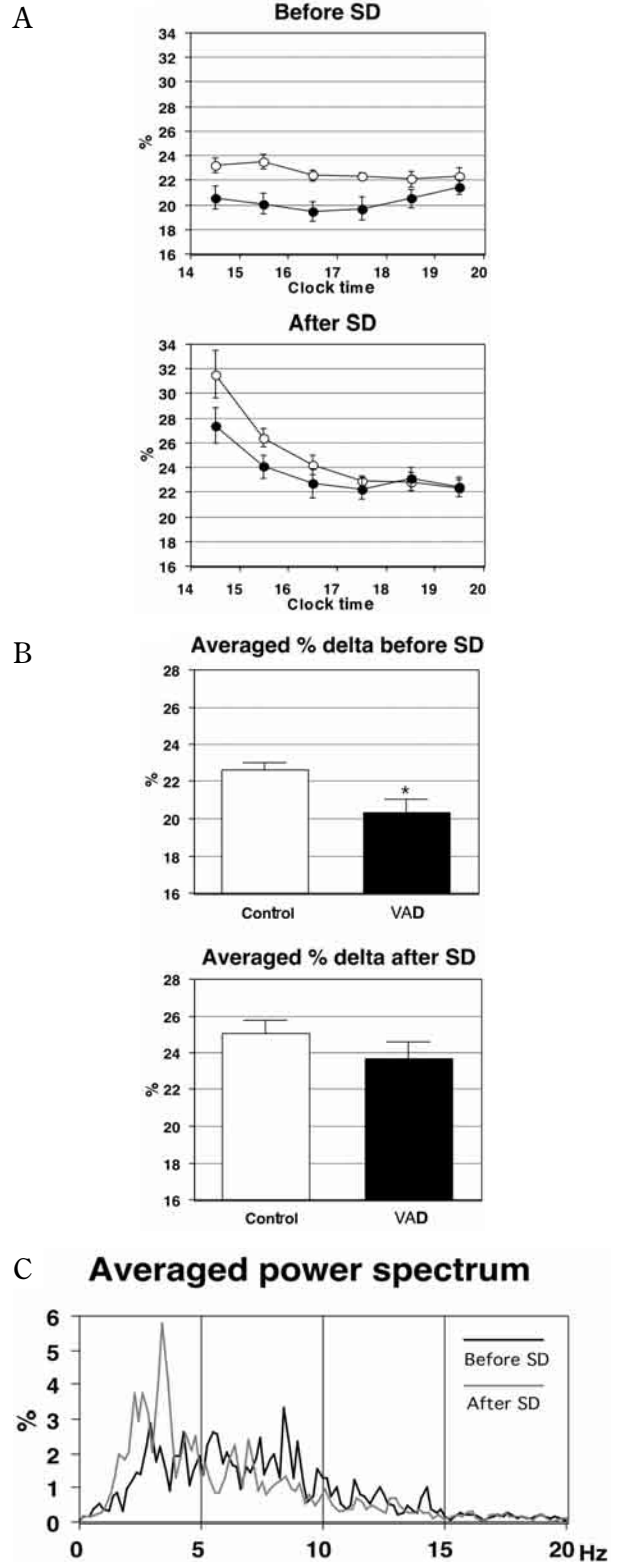 A
Before SD
34
32
30
28
26
24
22
20
18
16
%
14 15 16 17 18 19 20
Clock time
After SD
34
32
30
28
26
24
22
20
18
16
%
14 15 16 17 18 19 20
Clock time
B
Averaged % delta before SD
28
26
24
22
20
18
16
%
*
Control VAD
Averaged % delta after SD
28
26
24
22
20
18
16
%
Control VAD
C
Averaged power spectrum
6
5
4
3
2
1
0
%
Before SD
After SD
0 5 10 15 20 Hz